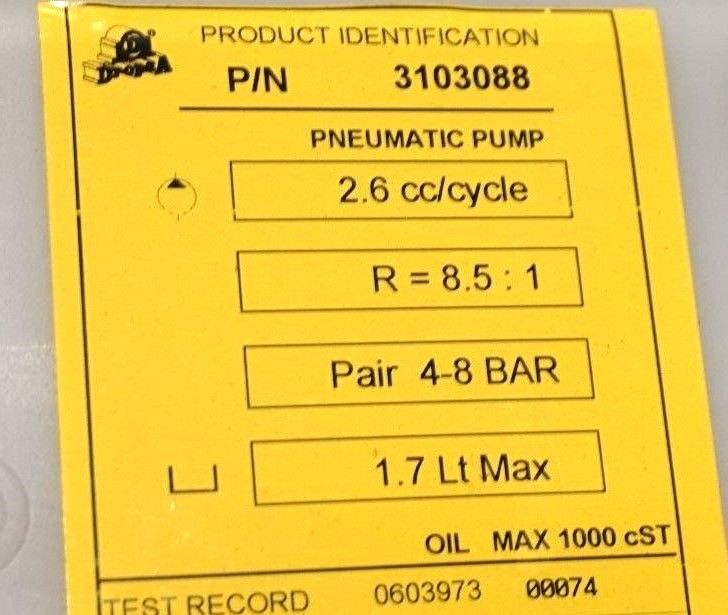 PRODUCT IDENTIFICATION
P/N 3103088
DropsA
PNEUMATIC PUMP
2.6 cc/cycle
R = 8.5 : 1
Pair 4-8 BAR
1.7 Lt Max
OIL MAX 1000 cST
TEST RECORD 0603973 00074